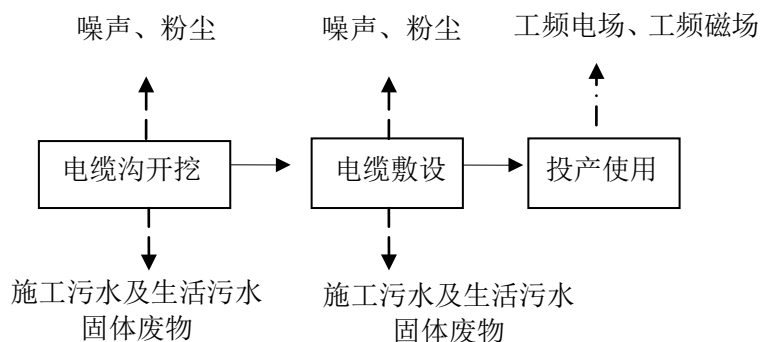 噪声、粉尘
噪声、粉尘
工频电场、工频磁场
电缆沟开挖
电缆敷设
投产使用
施工污水及生活污水
固体废物
施工污水及生活污水
固体废物